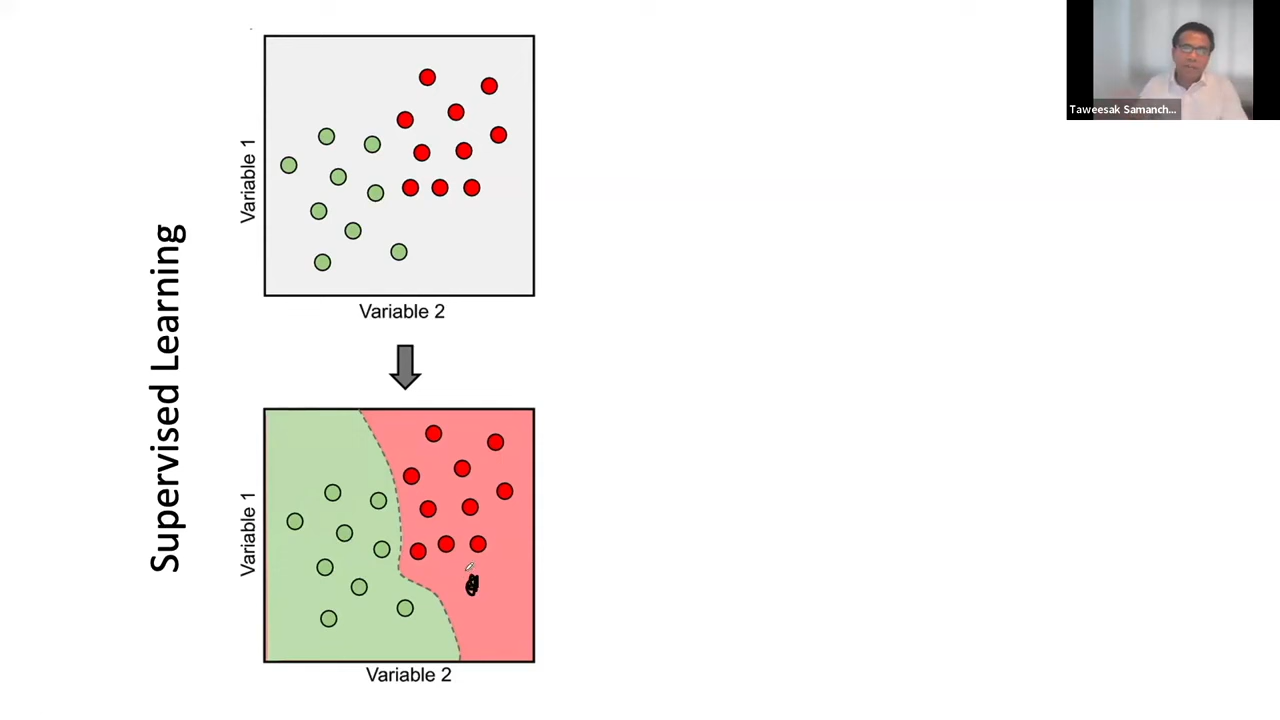 Taweesak Samanch...
Supervised Learning
Variable 1
Variable 2
Variable 1
Variable 2